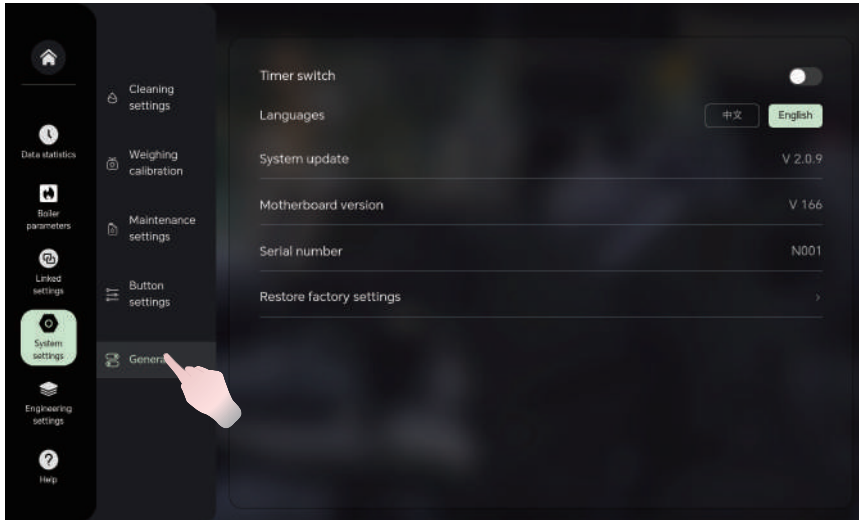 Data statistics
Boiler
parameters
Linked
settings
System
settings
Engineering
settings
Help
Cleaning
settings
Weighing
calibration
Maintenance
settings
Button
settings
Genera
Timer switch
Languages
中文
English
System update
V 2.0.9
Motherboard version
V 166
Serial number
N001
Restore factory settings